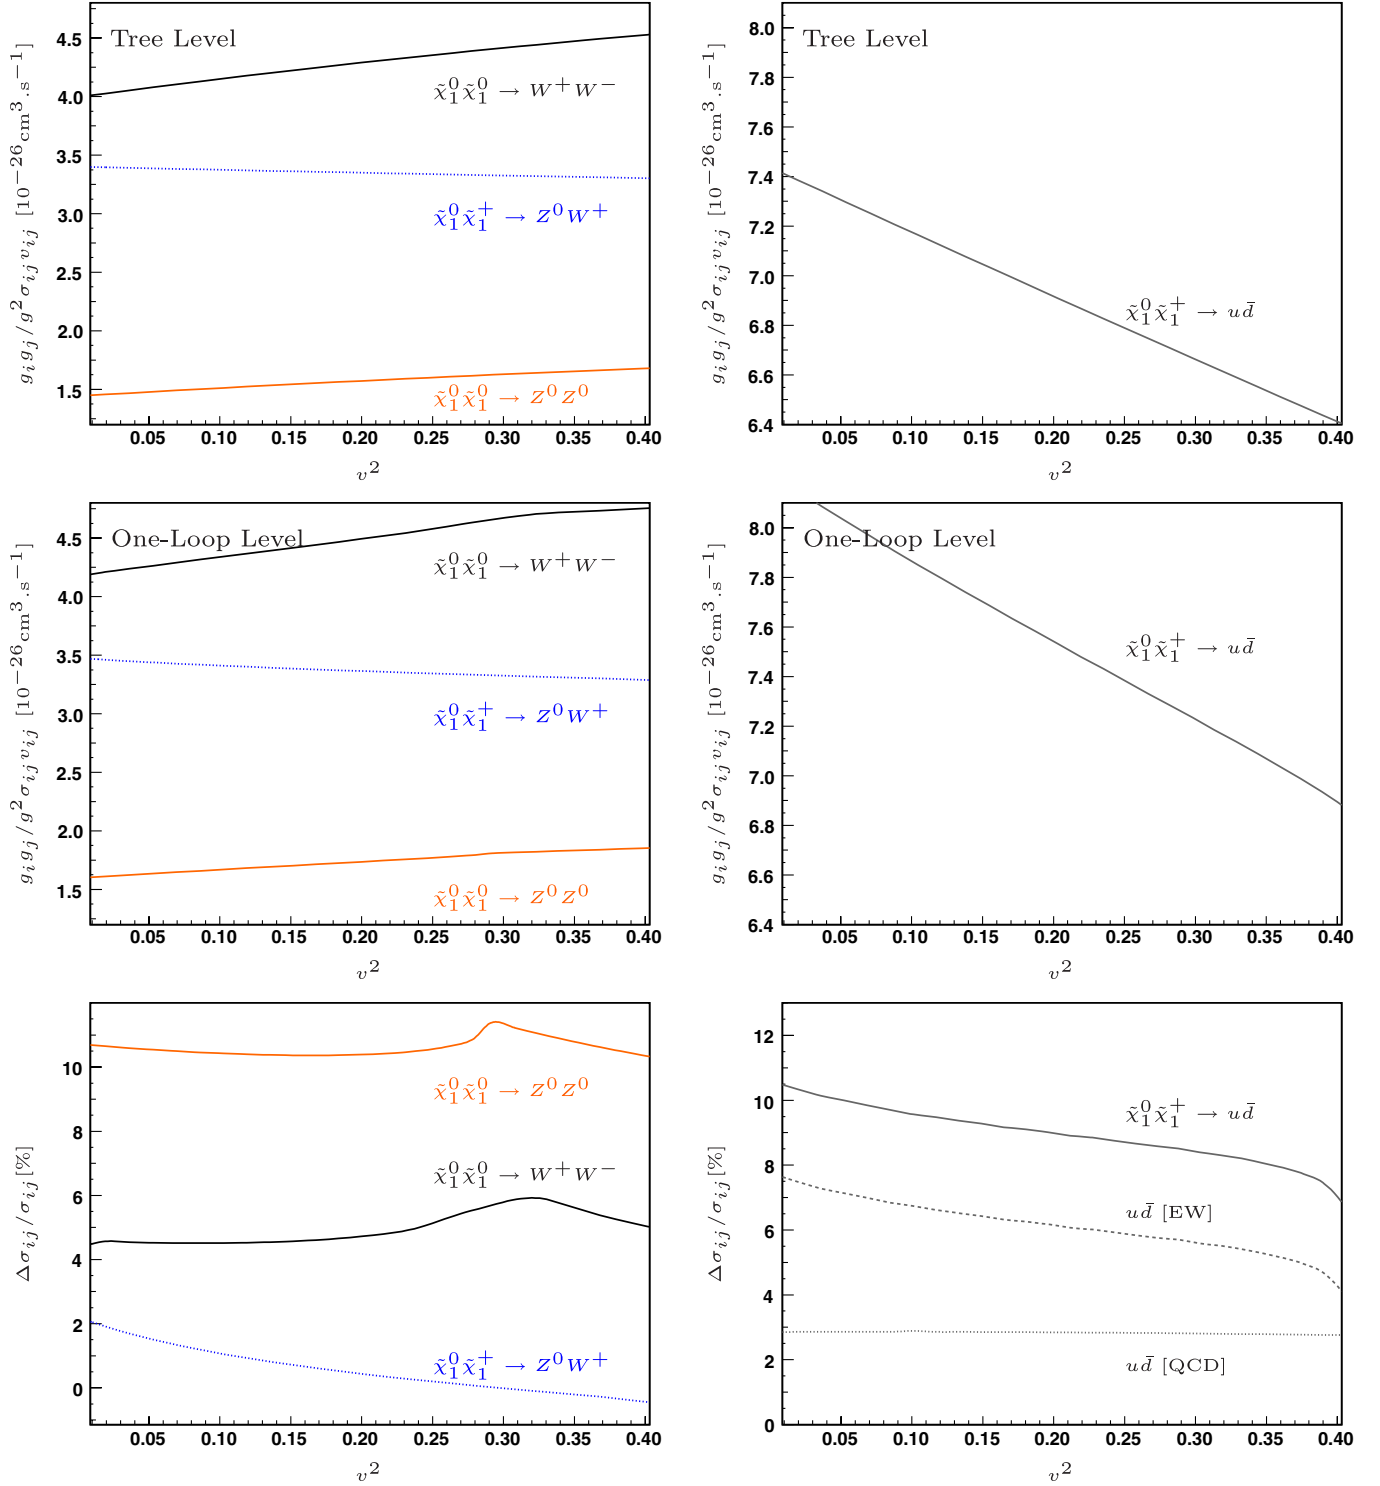 Tree Level
g_i g_j / g² σ_ij v_ij [10⁻²⁶ cm³.s⁻¹]
4.5
4.0
3.5
3.0
2.5
2.0
1.5
χ̃⁰₁χ̃⁰₁ → W⁺W⁻
χ̃⁰₁χ̃⁺₁ → Z⁰W⁺
χ̃⁰₁χ̃⁰₁ → Z⁰Z⁰
0.05 0.10 0.15 0.20 0.25 0.30 0.35 0.40
v²
Tree Level
g_i g_j / g² σ_ij v_ij [10⁻²⁶ cm³.s⁻¹]
8.0
7.8
7.6
7.4
7.2
7.0
6.8
6.6
6.4
χ̃⁰₁χ̃⁺₁ → ud̄
0.05 0.10 0.15 0.20 0.25 0.30 0.35 0.40
v²
One-Loop Level
g_i g_j / g² σ_ij v_ij [10⁻²⁶ cm³.s⁻¹]
4.5
4.0
3.5
3.0
2.5
2.0
1.5
χ̃⁰₁χ̃⁰₁ → W⁺W⁻
χ̃⁰₁χ̃⁺₁ → Z⁰W⁺
χ̃⁰₁χ̃⁰₁ → Z⁰Z⁰
0.05 0.10 0.15 0.20 0.25 0.30 0.35 0.40
v²
One-Loop Level
g_i g_j / g² σ_ij v_ij [10⁻²⁶ cm³.s⁻¹]
8.0
7.8
7.6
7.4
7.2
7.0
6.8
6.6
6.4
χ̃⁰₁χ̃⁺₁ → ud̄
0.05 0.10 0.15 0.20 0.25 0.30 0.35 0.40
v²
Δσ_ij/σ_ij [%]
10
8
6
4
2
0
χ̃⁰₁χ̃⁰₁ → Z⁰Z⁰
χ̃⁰₁χ̃⁰₁ → W⁺W⁻
χ̃⁰₁χ̃⁺₁ → Z⁰W⁺
0.05 0.10 0.15 0.20 0.25 0.30 0.35 0.40
v²
Δσ_ij/σ_ij [%]
12
10
8
6
4
2
0
χ̃⁰₁χ̃⁺₁ → ud̄
ud̄ [EW]
ud̄ [QCD]
0.05 0.10 0.15 0.20 0.25 0.30 0.35 0.40
v²